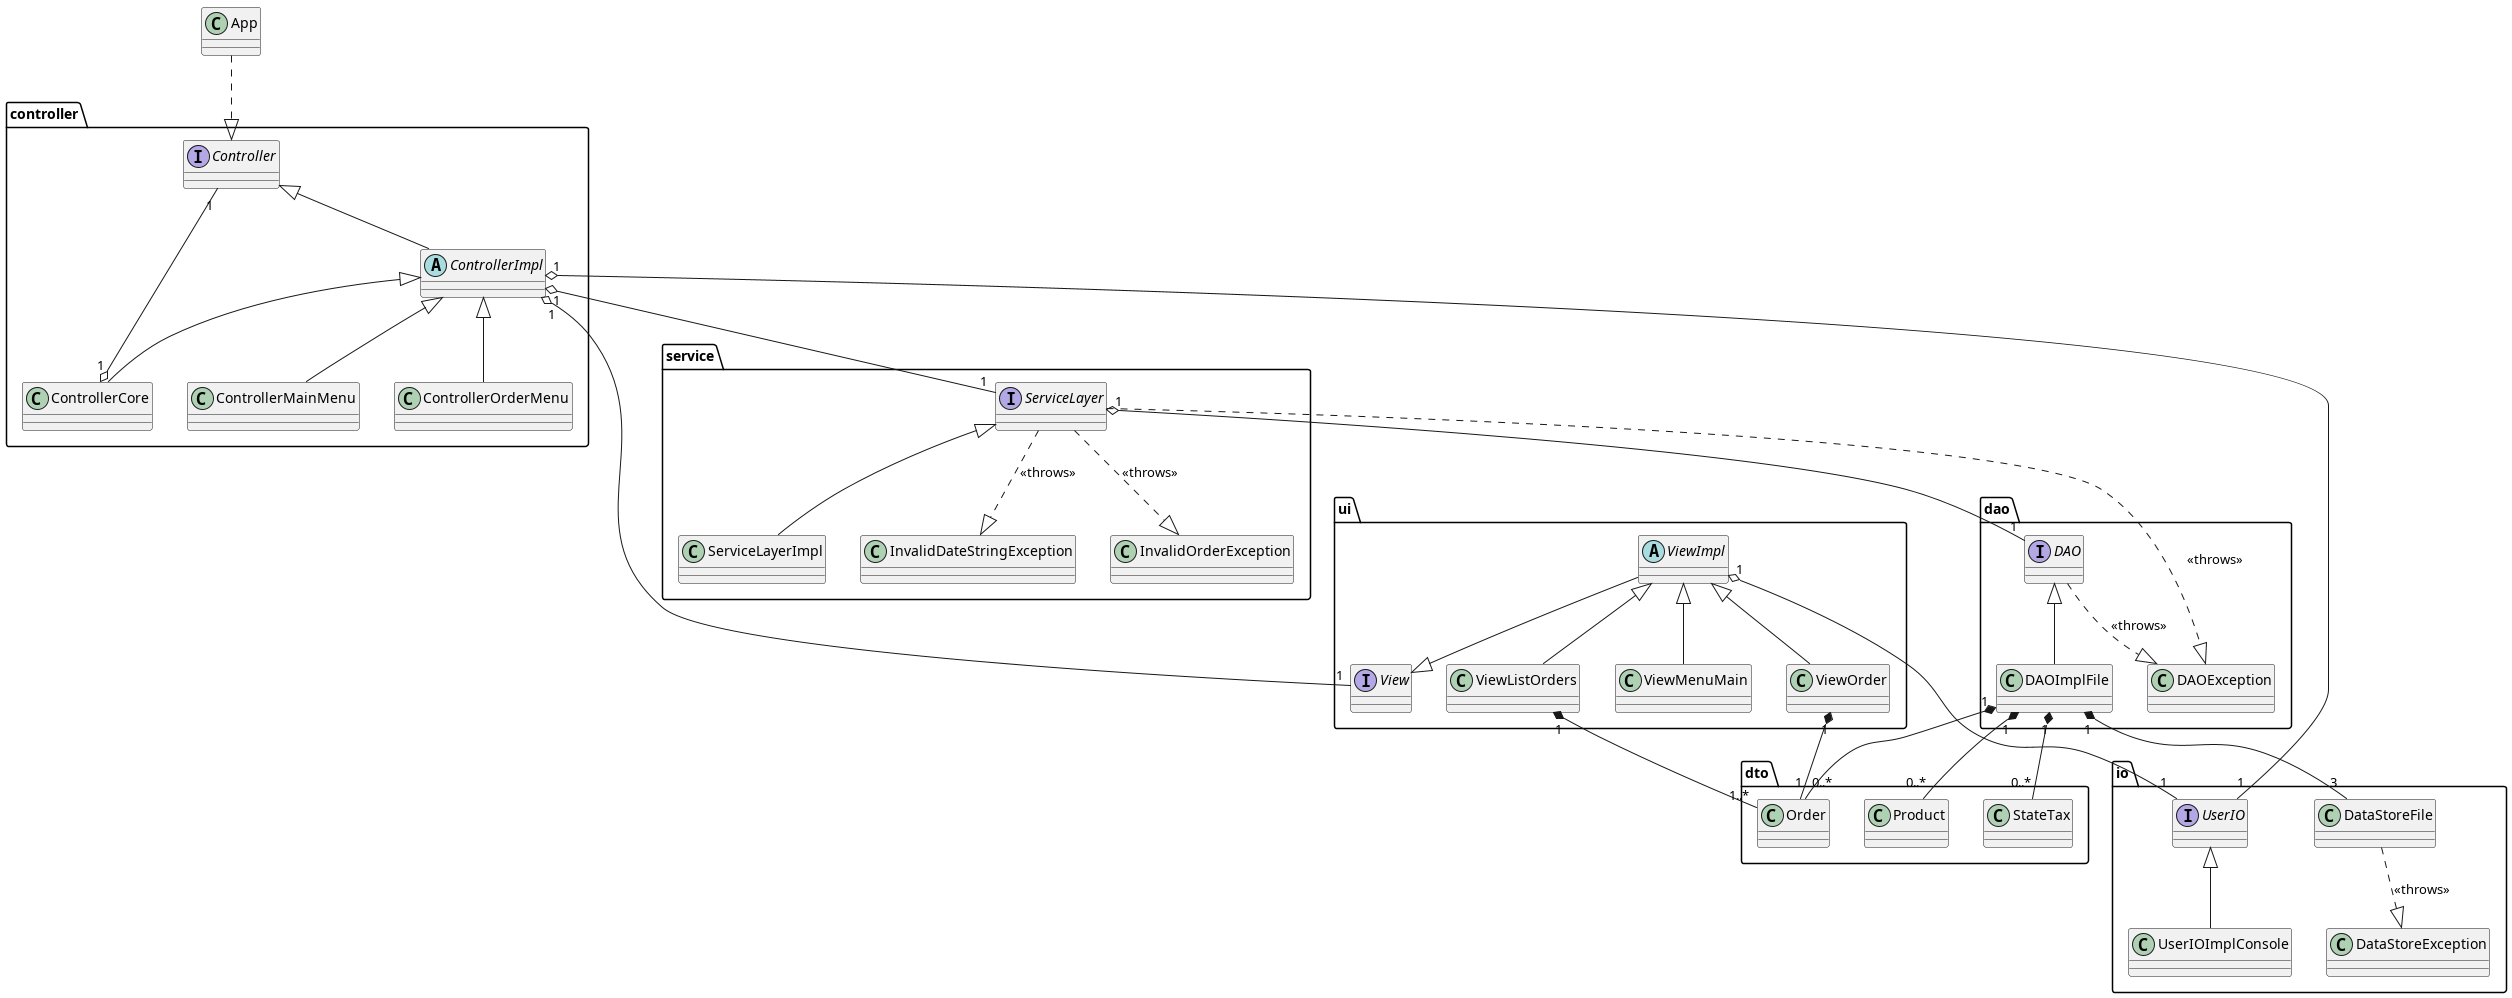 C App
controller
I Controller
1
A ControllerImpl
1
1
1
1
C ControllerCore
C ControllerMainMenu
C ControllerOrderMenu
service
1
I ServiceLayer
1
«throws»
«throws»
C ServiceLayerImpl
C InvalidDateStringException
C InvalidOrderException
ui
A ViewImpl
1
1
I View
C ViewListOrders
C ViewMenuMain
C ViewOrder
1
1
dao
1
I DAO
«throws»
«throws»
C DAOImplFile
C DAOException
1
1
1
1
dto
1..*
1
0..*
0..*
0..*
C Order
C Product
C StateTax
io
1
1
3
I UserIO
C DataStoreFile
«throws»
C UserIOImplConsole
C DataStoreException